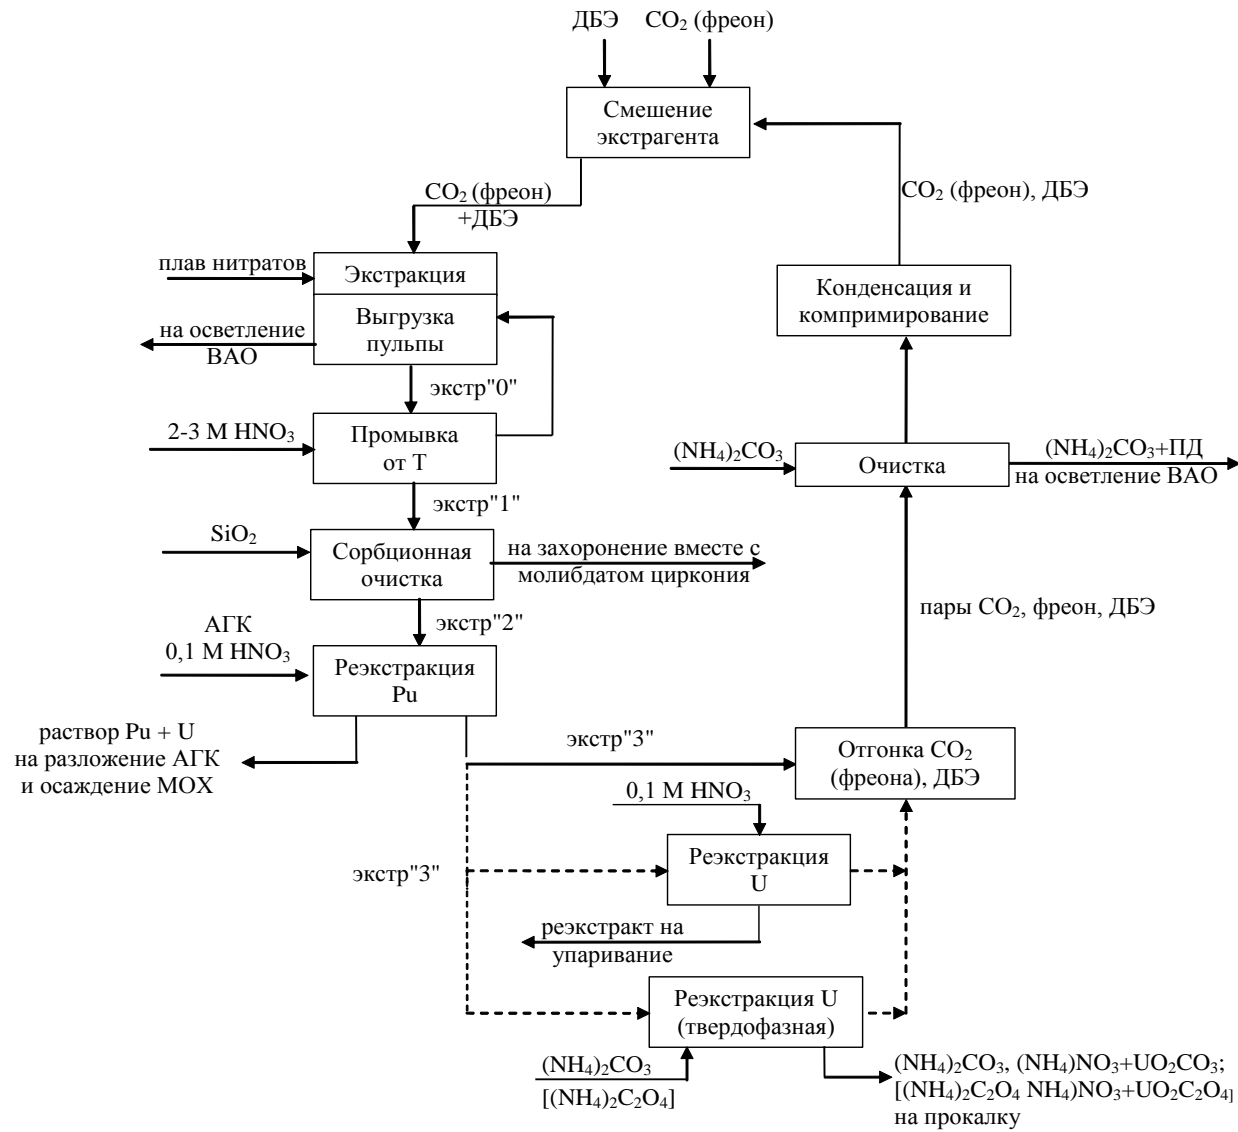 ДБЭ
CO₂ (фреон)
Смешение
экстрагента
CO₂ (фреон)
+ДБЭ
CO₂ (фреон), ДБЭ
плав нитратов
Экстракция
Выгрузка
пульпы
на осветление
ВАО
экстр"0"
Конденсация и
компримирование
2-3 М HNO₃
Промывка
от Т
экстр"1"
(NH₄)₂CO₃
Очистка
(NH₄)₂CO₃+ПД
на осветление ВАО
SiO₂
Сорбционная
очистка
на захоронение вместе с
молибдатом циркония
экстр"2"
пары CO₂, фреон, ДБЭ
АГК
0,1 М HNO₃
Реэкстракция
Pu
раствор Pu + U
на разложение АГК
и осаждение МОХ
экстр"3"
Отгонка CO₂
(фреона), ДБЭ
0,1 М HNO₃
Реэкстракция
U
экстр"3"
реэкстракт на
упаривание
Реэкстракция U
(твердофазная)
(NH₄)₂CO₃
[(NH₄)₂C₂O₄]
(NH₄)₂CO₃, (NH₄)NO₃+UO₂CO₃;
[(NH₄)₂C₂O₄ NH₄)NO₃+UO₂C₂O₄]
на прокалку